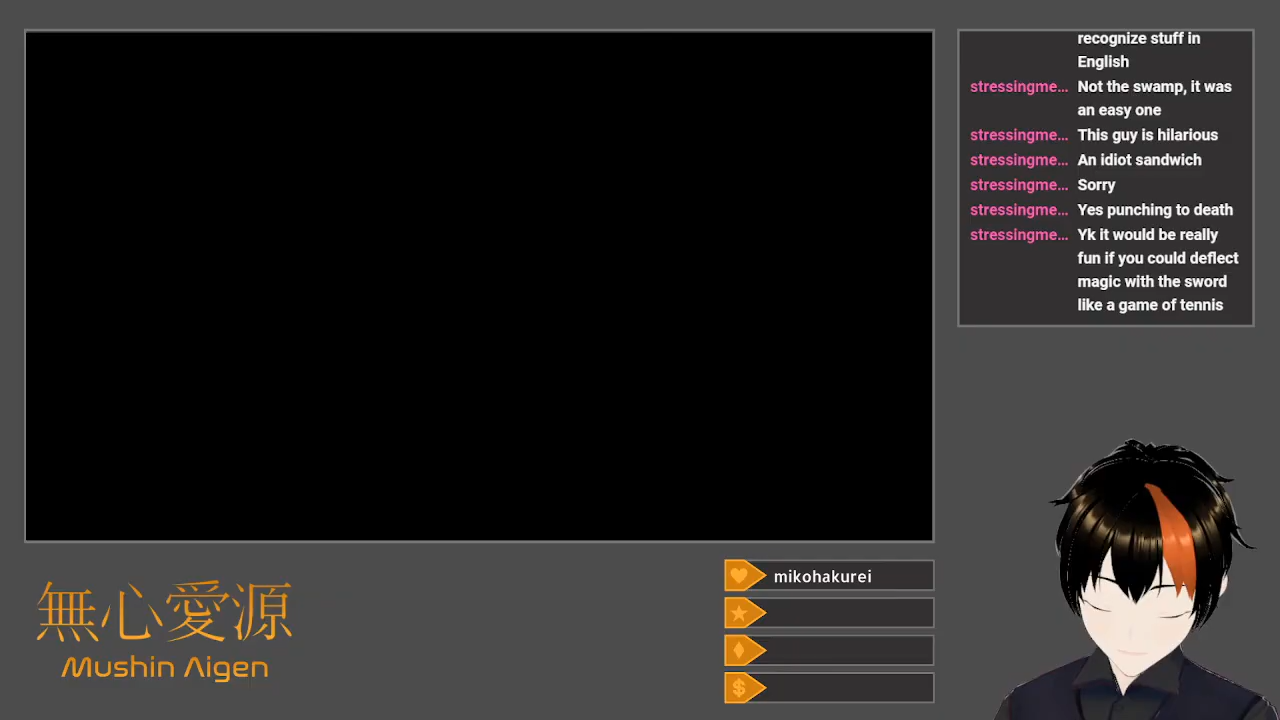 recognize stuff in
English
stressingme... Not the swamp, it was
an easy one
stressingme... This guy is hilarious
stressingme... An idiot sandwich
stressingme... Sorry
stressingme... Yes punching to death
stressingme... Yk it would be really
fun if you could deflect
magic with the sword
like a game of tennis
無心愛源
Mushin Aigen
mikohakurei
$